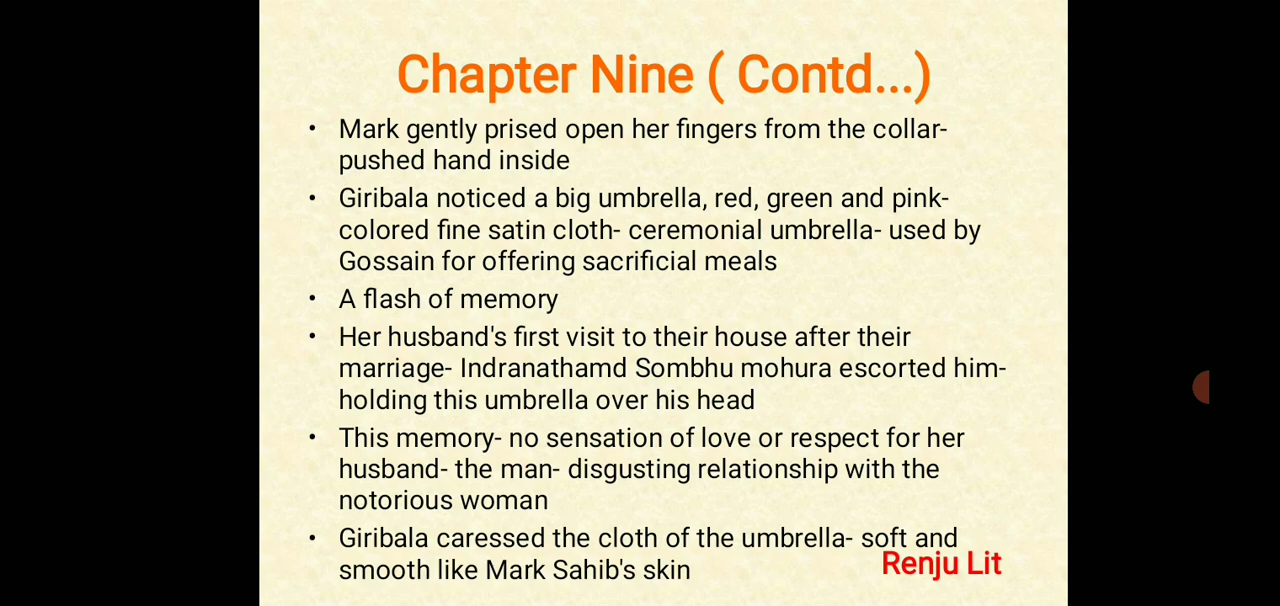 Chapter Nine ( Contd...)
• Mark gently prised open her fingers from the collar-
pushed hand inside
• Giribala noticed a big umbrella, red, green and pink-
colored fine satin cloth- ceremonial umbrella- used by
Gossain for offering sacrificial meals
• A flash of memory
• Her husband's first visit to their house after their
marriage- Indranathamd Sombhu mohura escorted him-
holding this umbrella over his head
• This memory- no sensation of love or respect for her
husband- the man- disgusting relationship with the
notorious woman
• Giribala caressed the cloth of the umbrella- soft and
smooth like Mark Sahib's skin
Renju Lit